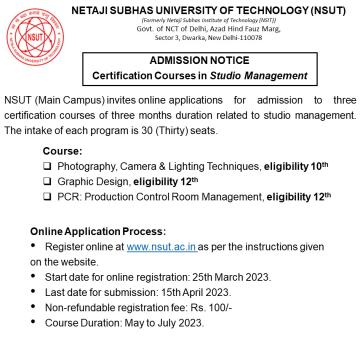 NETAJI SUBHAS UNIVERSITY OF TECHNOLOGY (NSUT)
[Formerly Netaji Subhas Institute of Technology (NSIT)]
Govt. of NCT of Delhi, Azad Hind Fauz Marg,
Sector 3, Dwarka, New Delhi-110078
NSUT
ADMISSION NOTICE
Certification Courses in Studio Management
NSUT (Main Campus) invites online applications for admission to three
certification courses of three months duration related to studio management.
The intake of each program is 30 (Thirty) seats.
Course:
❑ Photography, Camera & Lighting Techniques, eligibility 10th
❑ Graphic Design, eligibility 12th
❑ PCR: Production Control Room Management, eligibility 12th
Online Application Process:
• Register online at www.nsut.ac.in as per the instructions given
on the website.
• Start date for online registration: 25th March 2023.
• Last date for submission: 15th April 2023.
• Non-refundable registration fee: Rs. 100/-
• Course Duration: May to July 2023.